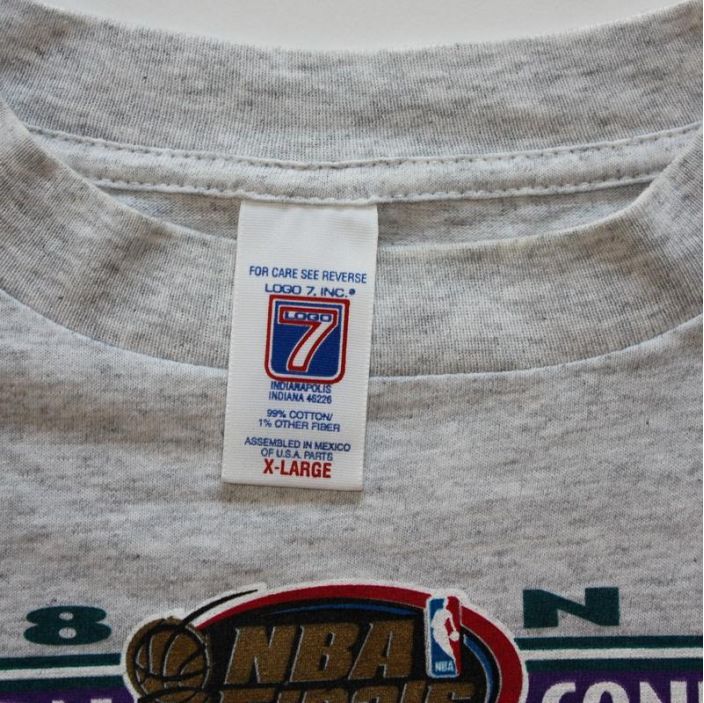 FOR CARE SEE REVERSE
LOGO 7, INC.®
LOGO
7
INDIANAPOLIS
INDIANA 46226
99% COTTON/
1% OTHER FIBER
ASSEMBLED IN MEXICO
OF U.S.A. PARTS
X-LARGE
8 N
NBA
NBA
FINALS